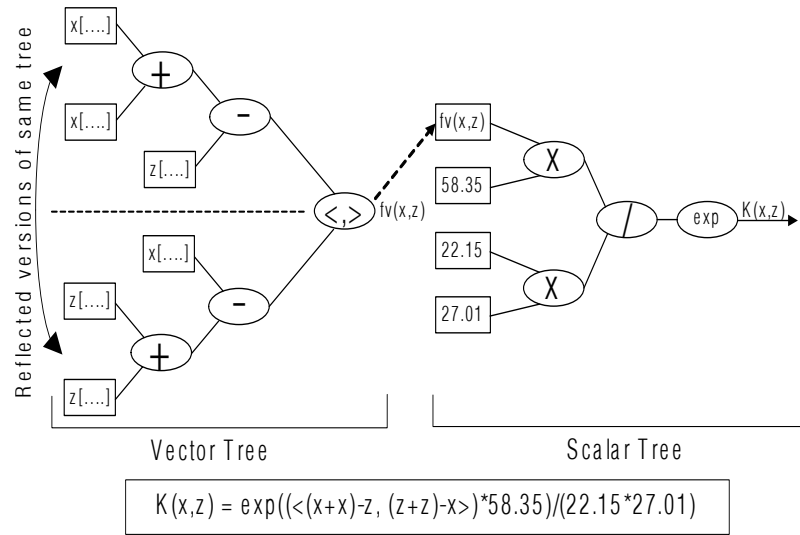 Reflected versions of same tree
x[....]
+
x[....]
-
z[....]
<,>
fv(x,z)
x[....]
-
z[....]
+
z[....]
fv(x,z)
X
58.35
/
exp
K(x,z)
22.15
X
27.01
Vector Tree
Scalar Tree
K(x,z) = exp((<(x+x)-z, (z+z)-x>)*58.35)/(22.15*27.01)